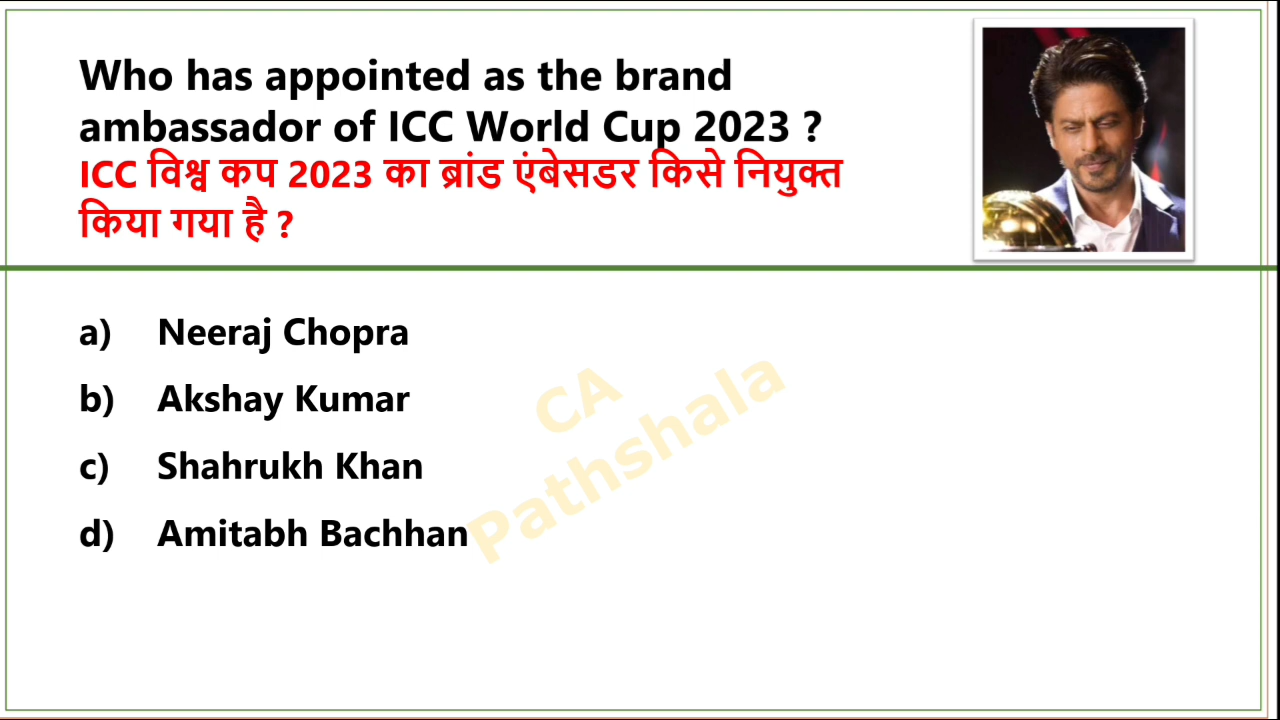 Who has appointed as the brand
ambassador of ICC World Cup 2023 ?
ICC विश्व कप 2023 का ब्रांड एंबेसडर किसे नियुक्त
किया गया है ?
a) Neeraj Chopra
b) Akshay Kumar
c) Shahrukh Khan
d) Amitabh Bachhan
CA
Pathshala